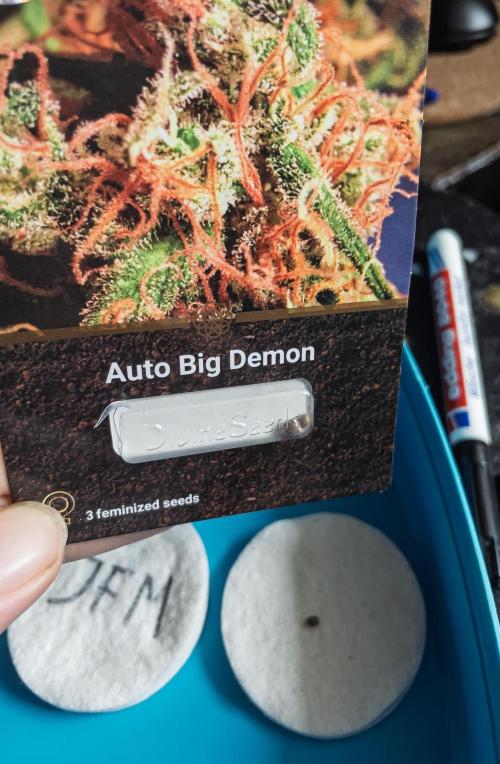 Auto Big Demon
DivineSeeds
3 feminized seeds
JFM
edding